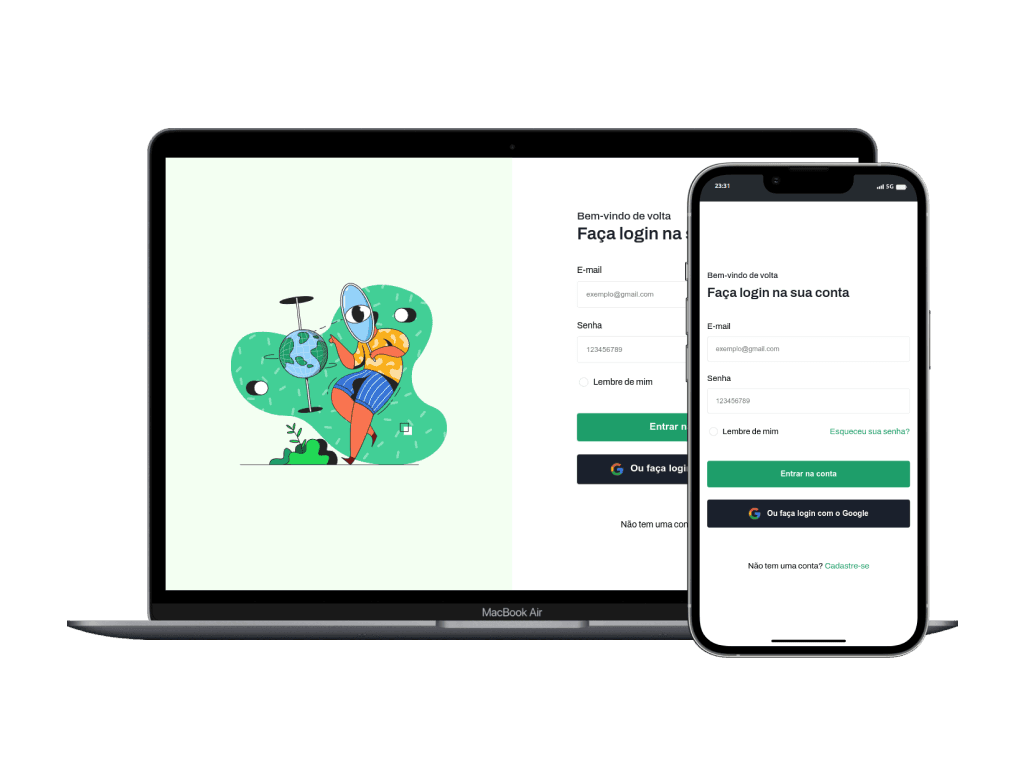 Bem-vindo de volta
Faça login na
E-mail
exemplo@gmail.com
Senha
123456789
Lembre de mim
Entrar
Ou faça
Não tem uma
MacBook Air
23:31
5G
Bem-vindo de volta
Faça login na sua conta
E-mail
exemplo@gmail.com
Senha
123456789
Lembre de mim
Esqueceu sua senha?
Entrar na conta
Ou faça login com o Google
Não tem uma conta? Cadastre-se